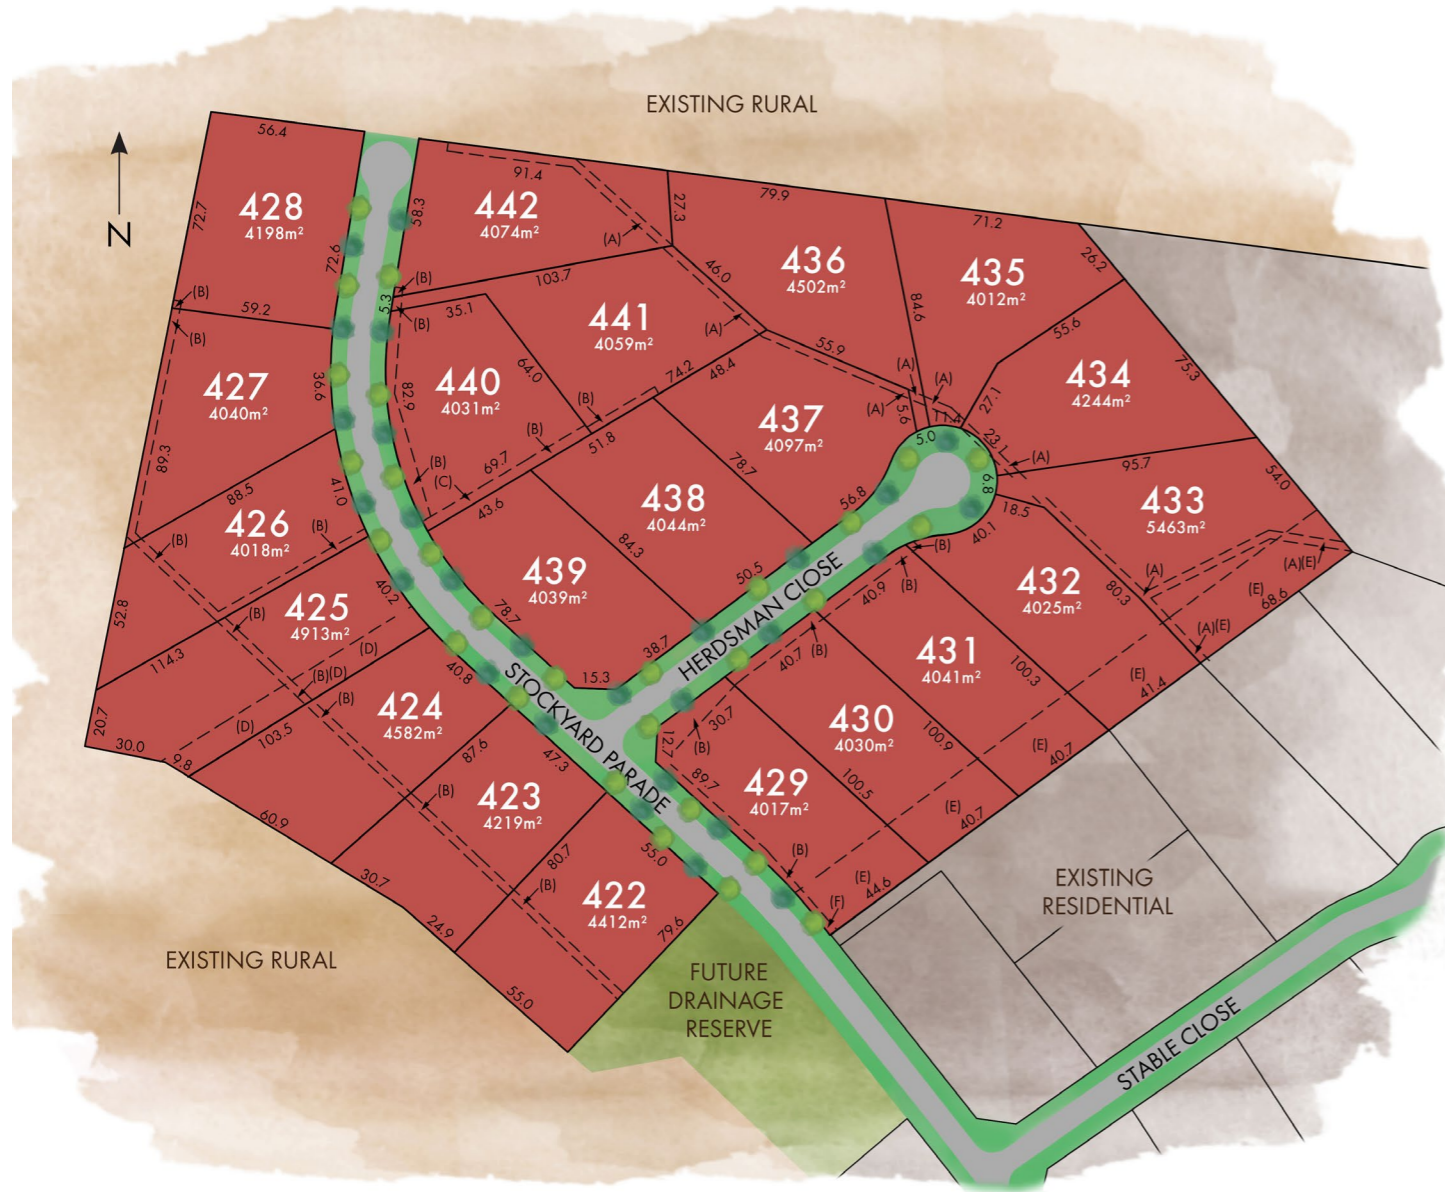 EXISTING RURAL
N
56.4
72.7
428
4198m²
72.6
59.2
(B)
(B)
58.3
91.4
442
4074m²
(A)
27.3
103.7
(B)
5.3
(B)
35.1
79.9
436
4502m²
46.0
(A)
84.6
71.2
435
4012m²
26.2
55.6
441
4059m²
64.0
74.2
48.4
55.9
427
4040m²
36.6
89.3
440
4031m²
82.9
(B)
(B)
(B)
(C)
69.7
51.8
43.6
434
4244m²
75.3
27.1
(A)
(A)
(A)
5.6
11.4
5.0
23.1
(A)
437
4097m²
78.7
56.8
95.7
54.0
6.8
18.5
40.1
433
5463m²
(A)
(A)(E)
(E)
68.6
(A)(E)
88.5
426
4018m²
41.0
(B)
(B)
52.8
438
4044m²
84.3
50.5
439
4039m²
78.7
38.7
15.3
HERDSMAN CLOSE
(B)
(B)
40.9
432
4025m²
80.3
425
4913m²
40.2
(B)
(D)
114.3
(B)(D)
(B)
(D)
103.5
20.7
30.0
9.8
431
4041m²
100.3
(E)
41.4
40.7
(B)
430
4030m²
100.9
(E)
40.7
30.7
(B)
12.7
424
4582m²
40.8
STOCKYARD PARADE
87.6
47.3
60.9
429
4017m²
89.7
100.5
(E)
40.7
(B)
(E)
44.6
(F)
423
4219m²
(B)
80.7
55.0
30.7
422
4412m²
(B)
79.6
24.9
55.0
EXISTING RURAL
EXISTING
RESIDENTIAL
FUTURE
DRAINAGE
RESERVE
STABLE CLOSE